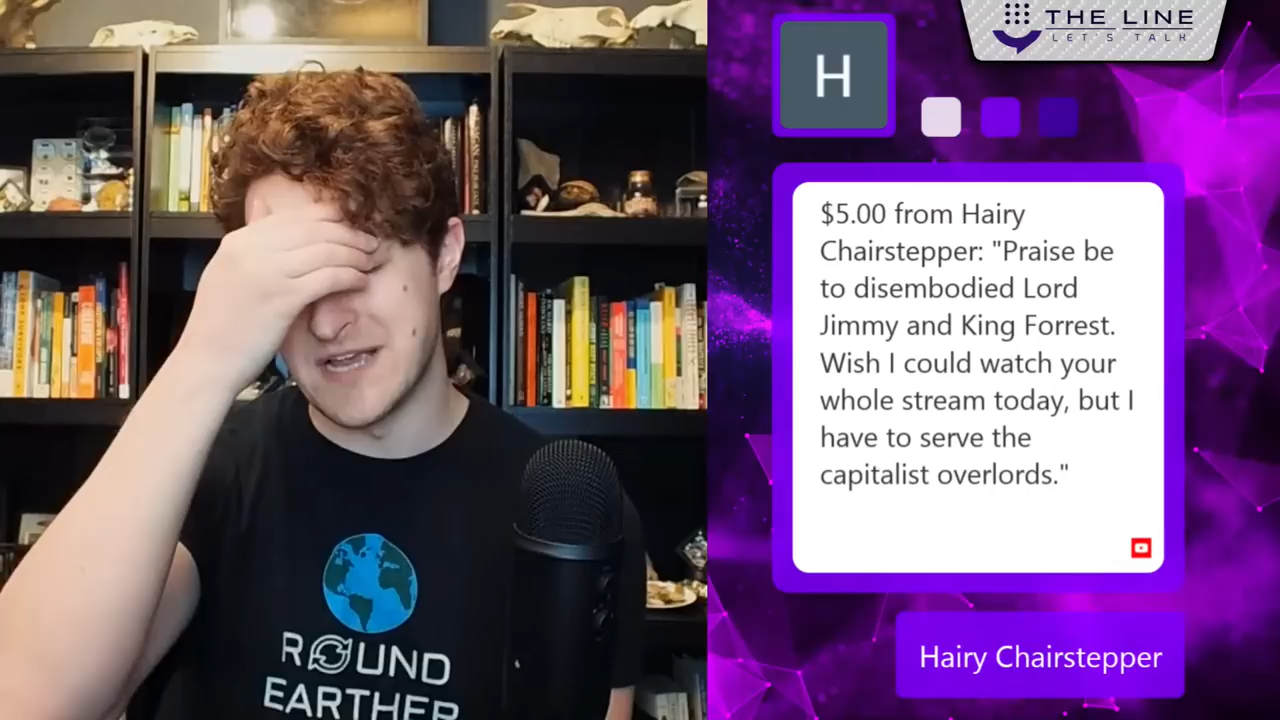 THE LINE
LET'S TALK
H
$5.00 from Hairy
Chairstepper: "Praise be
to disembodied Lord
Jimmy and King Forrest.
Wish I could watch your
whole stream today, but I
have to serve the
capitalist overlords."
Hairy Chairstepper
ROUND
EARTHER